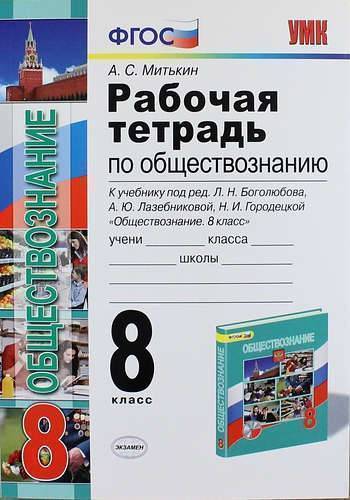 ФГОС
УМК
А. С. Митькин
Рабочая
тетрадь
по обществознанию
К учебнику под ред. Л. Н. Боголюбова,
А. Ю. Лазебниковой, Н. И. Городецкой
«Обществознание. 8 класс»
учени класса
школы
8
класс
ЭКЗАМЕН
ОБЩЕСТВОЗНАНИЕ
8
ОБЩЕСТВОЗНАНИЕ
ОБЩЕСТВОЗНАНИЕ
8